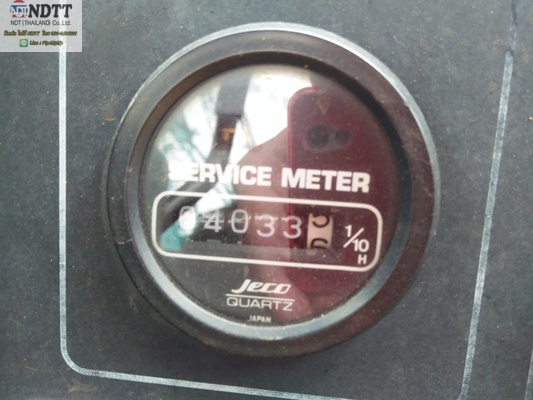 NDTT
NDT (THAILAND) Co.,Ltd.
SERVICE METER
04033
1/10
H
Jeco
QUARTZ
JAPAN